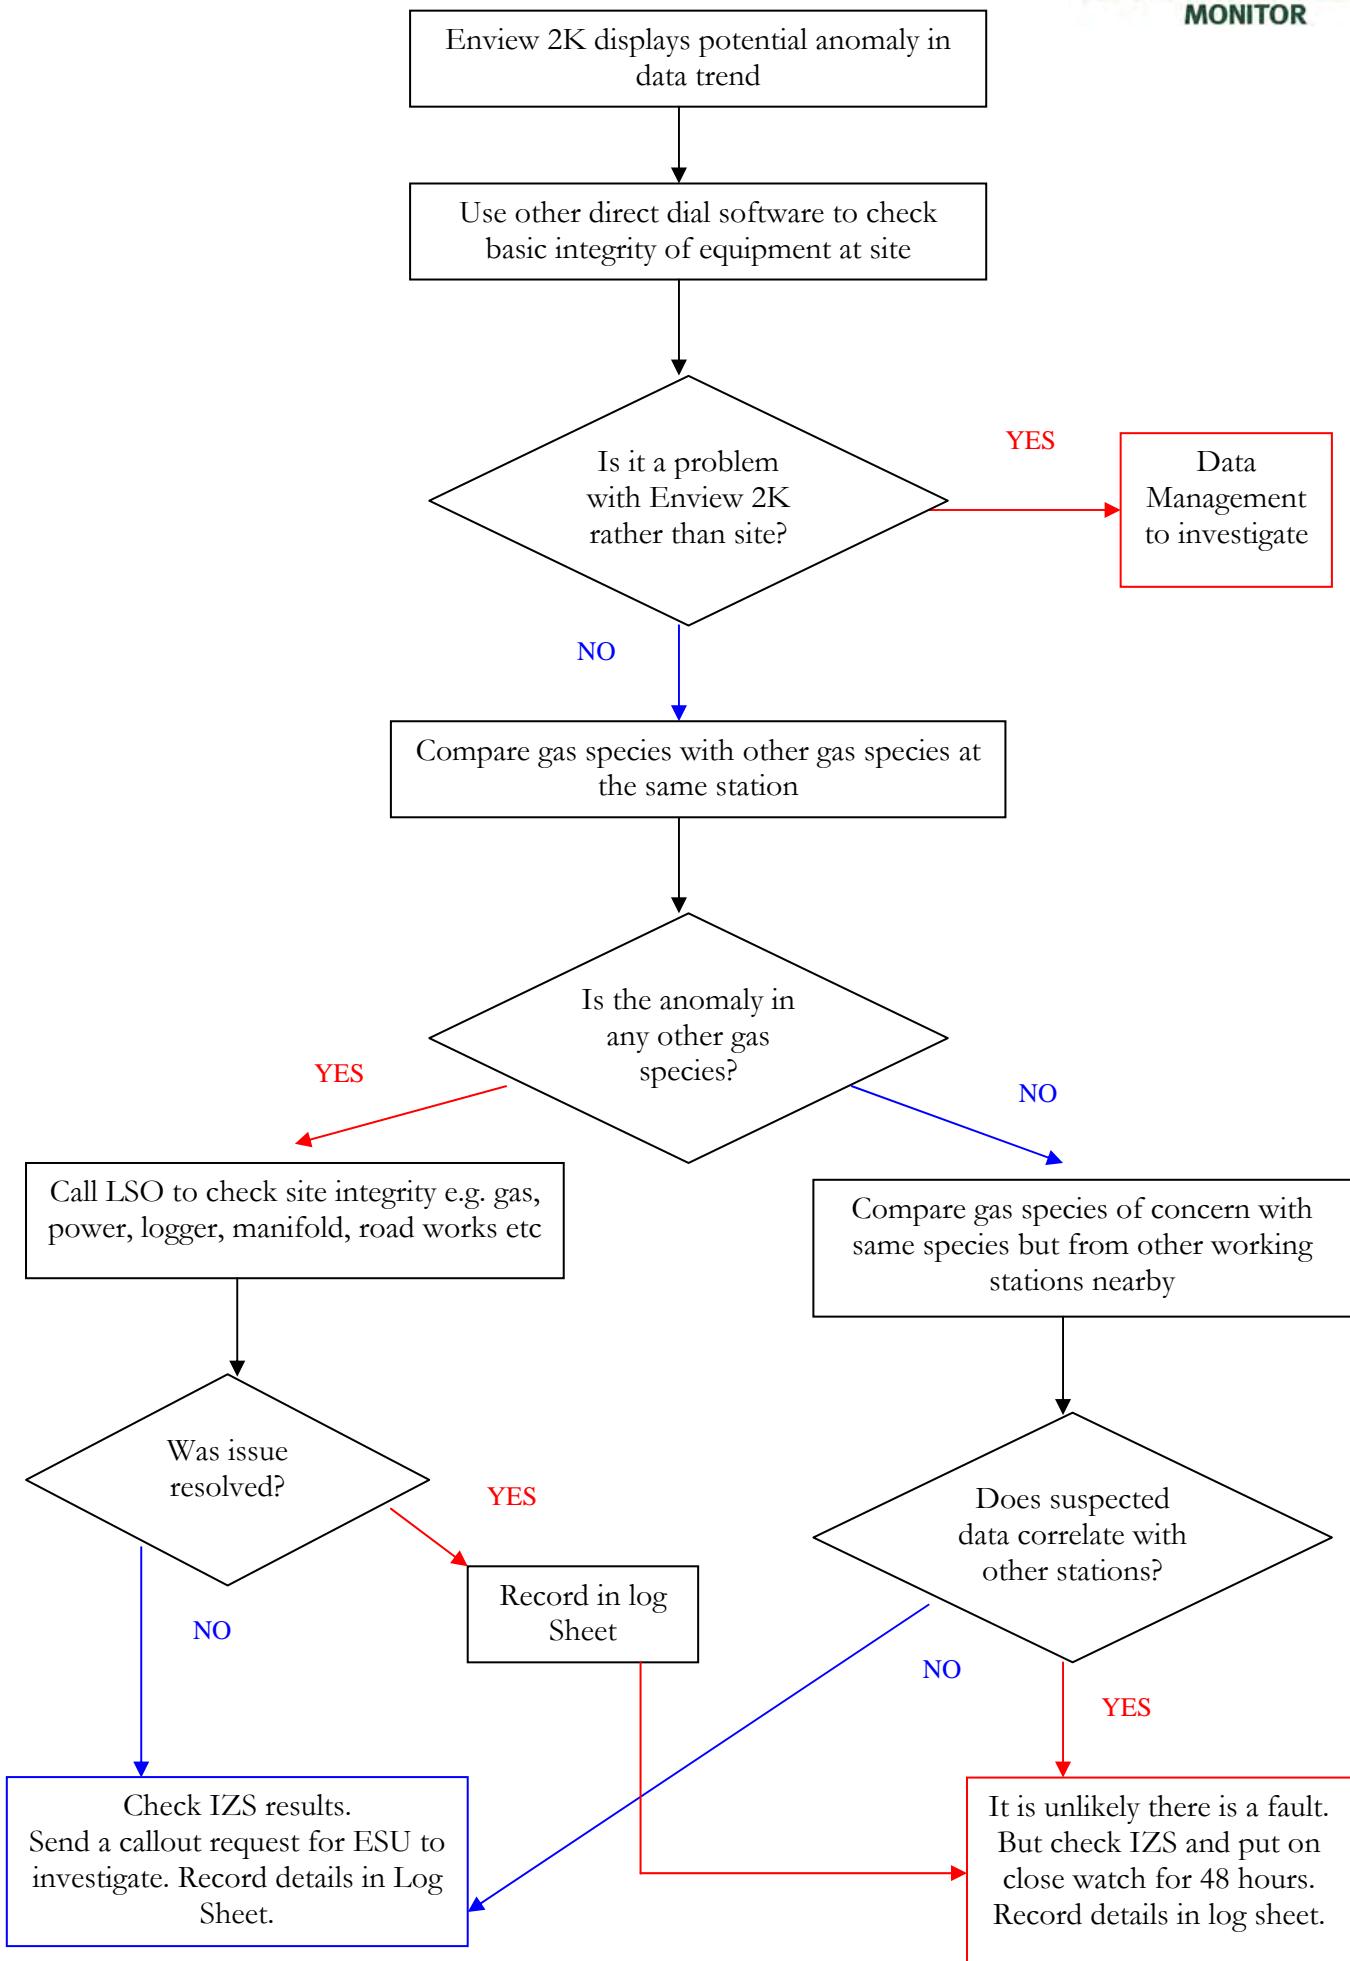 MONITOR
Enview 2K displays potential anomaly in
data trend
Use other direct dial software to check
basic integrity of equipment at site
Is it a problem
with Enview 2K
rather than site?
YES
Data
Management
to investigate
NO
Compare gas species with other gas species at
the same station
Is the anomaly in
any other gas
species?
YES
NO
Call LSO to check site integrity e.g. gas,
power, logger, manifold, road works etc
Compare gas species of concern with
same species but from other working
stations nearby
Was issue
resolved?
YES
Does suspected
data correlate with
other stations?
Record in log
Sheet
NO
NO
YES
Check IZS results.
Send a callout request for ESU to
investigate. Record details in Log
Sheet.
It is unlikely there is a fault.
But check IZS and put on
close watch for 48 hours.
Record details in log sheet.